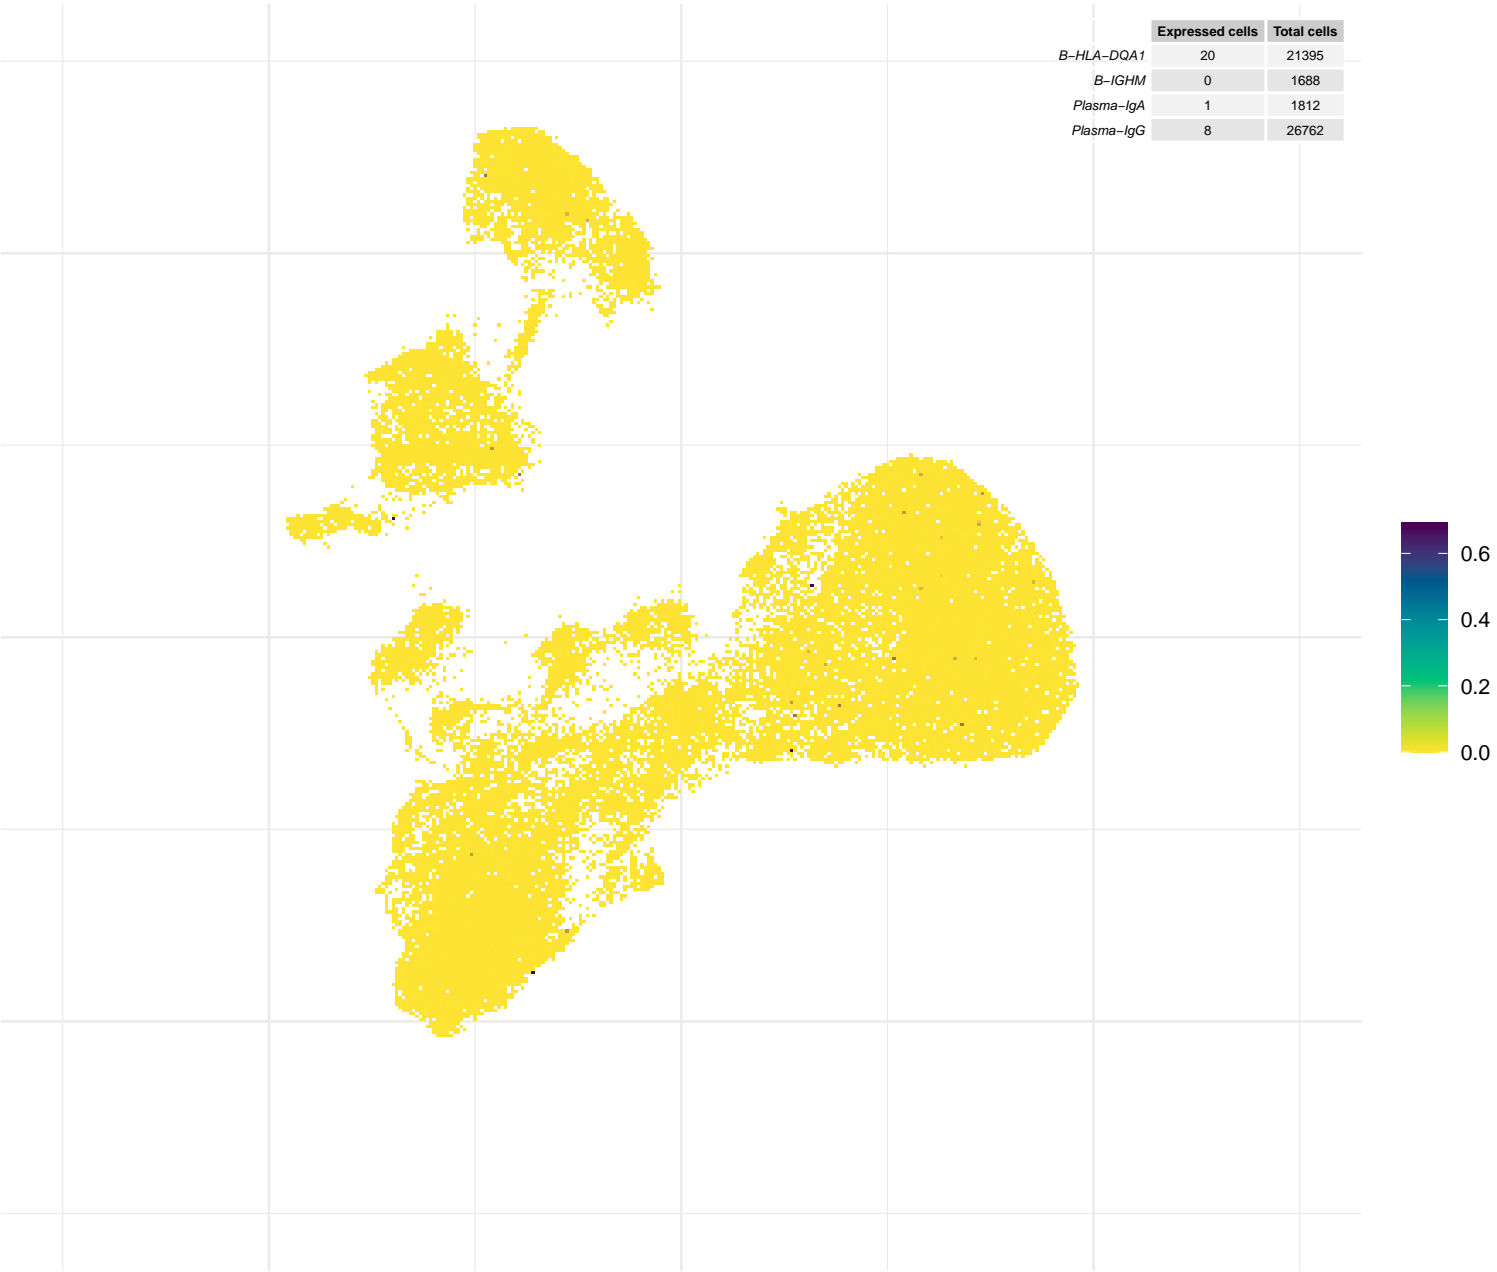 Expressed cells Total cells
B−HLA−DQA1 20 21395
B−IGHM 0 1688
Plasma−IgA 1 1812
Plasma−IgG 8 26762
0.6
0.4
0.2
0.0